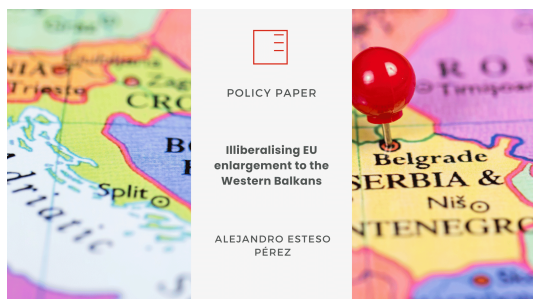 Trieste
Zag
CRO
Adriatic
Split
POLICY PAPER
Illiberalising EU
enlargement to the
Western Balkans
ALEJANDRO ESTESO
PÉREZ
RO
Timişoar
Belgrade
SERBIA &
Niš
NTENEGRO